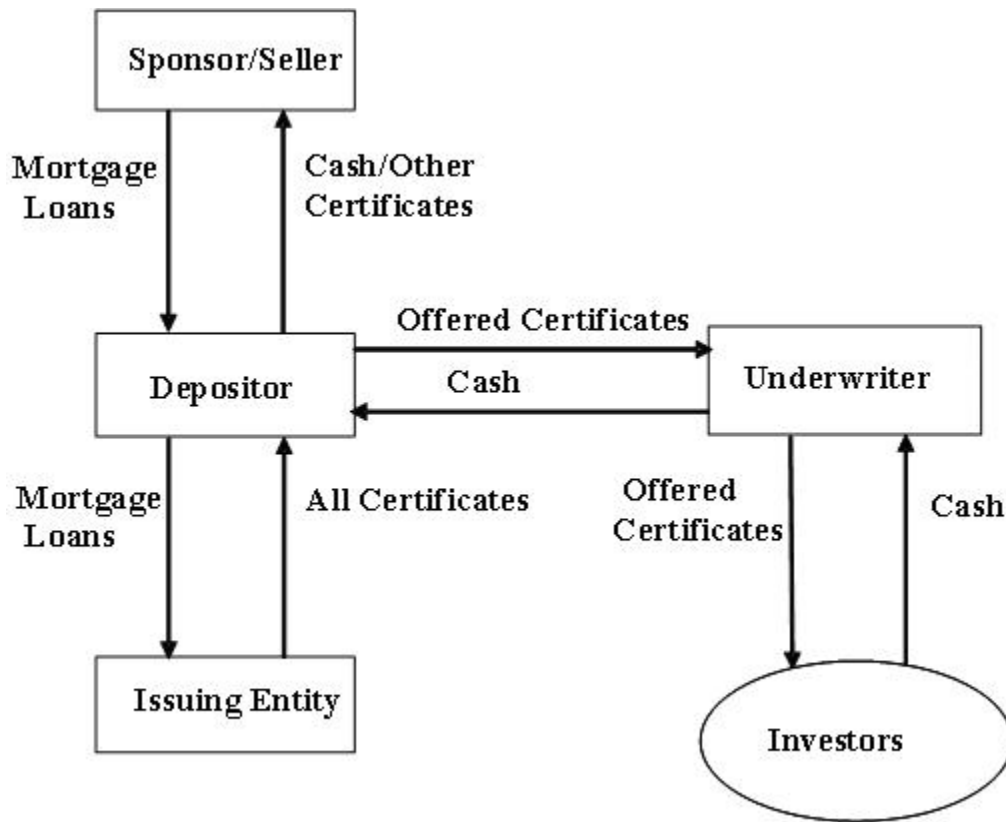 Sponsor/Seller
Mortgage
Loans
Cash/Other
Certificates
Offered Certificates
Cash
Depositor
Underwriter
Mortgage
Loans
All Certificates
Offered
Certificates
Cash
Issuing Entity
Investors